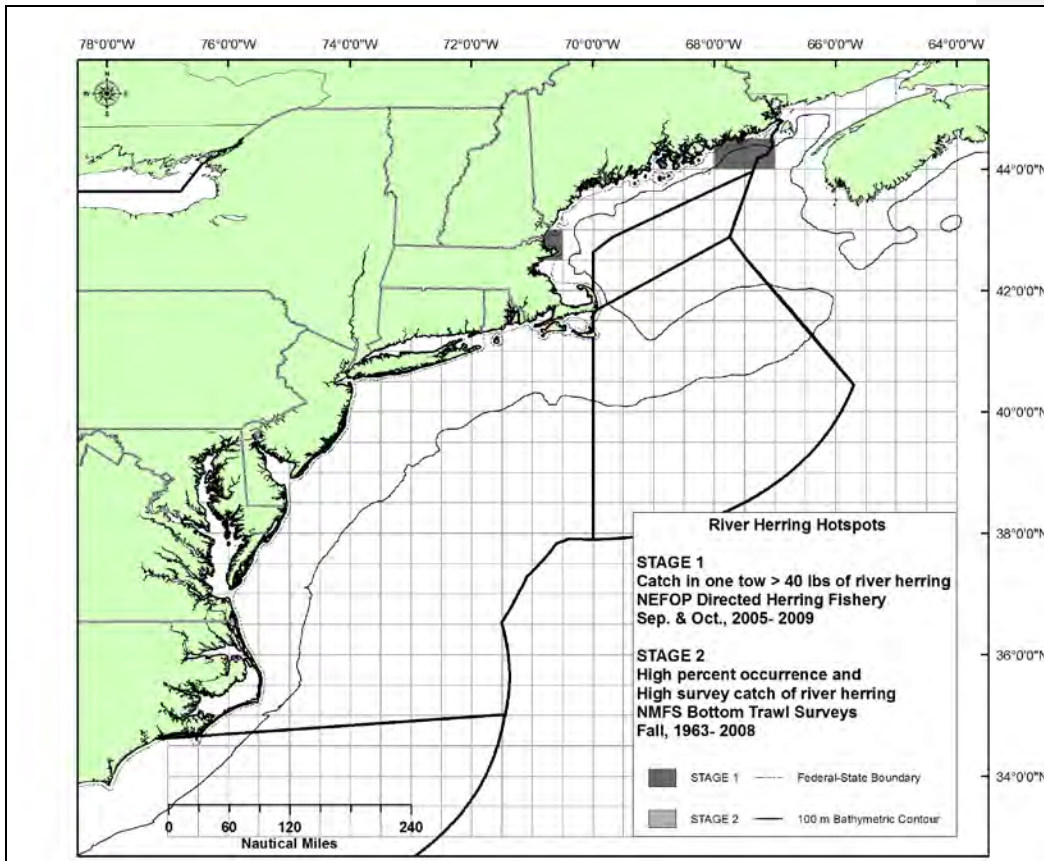 78°0'0"W 76°0'0"W 74°0'0"W 72°0'0"W 70°0'0"W 68°0'0"W 66°0'0"W 64°0'0"W
N
W E
S
44°0'0"N
42°0'0"N
40°0'0"N
38°0'0"N
36°0'0"N
34°0'0"N
River Herring Hotspots
STAGE 1
Catch in one tow > 40 lbs of river herring
NEFOP Directed Herring Fishery
Sep. & Oct., 2005- 2009
STAGE 2
High percent occurrence and
High survey catch of river herring
NMFS Bottom Trawl Surveys
Fall, 1963- 2008
STAGE 1 Federal-State Boundary
STAGE 2 100 m Bathymetric Contour
0 60 120 240
Nautical Miles